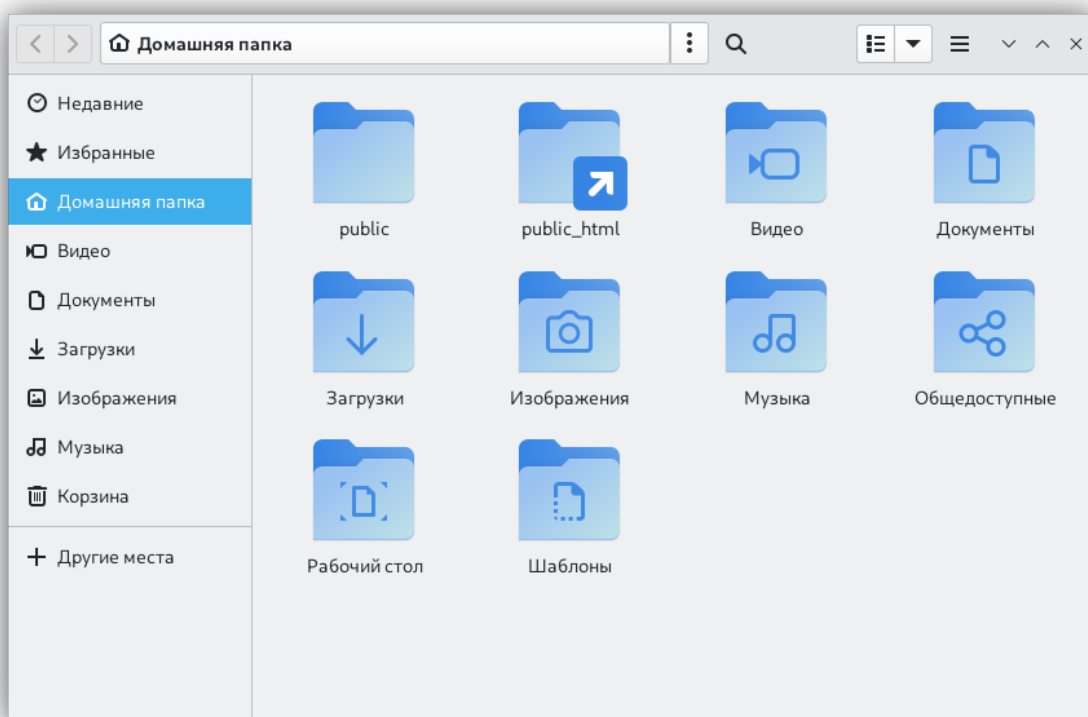 Домашняя папка
Недавние
Избранные
Домашняя папка
Видео
Документы
Загрузки
Изображения
Музыка
Корзина
Другие места
public
public_html
Видео
Документы
Загрузки
Изображения
Музыка
Общедоступные
Рабочий стол
Шаблоны